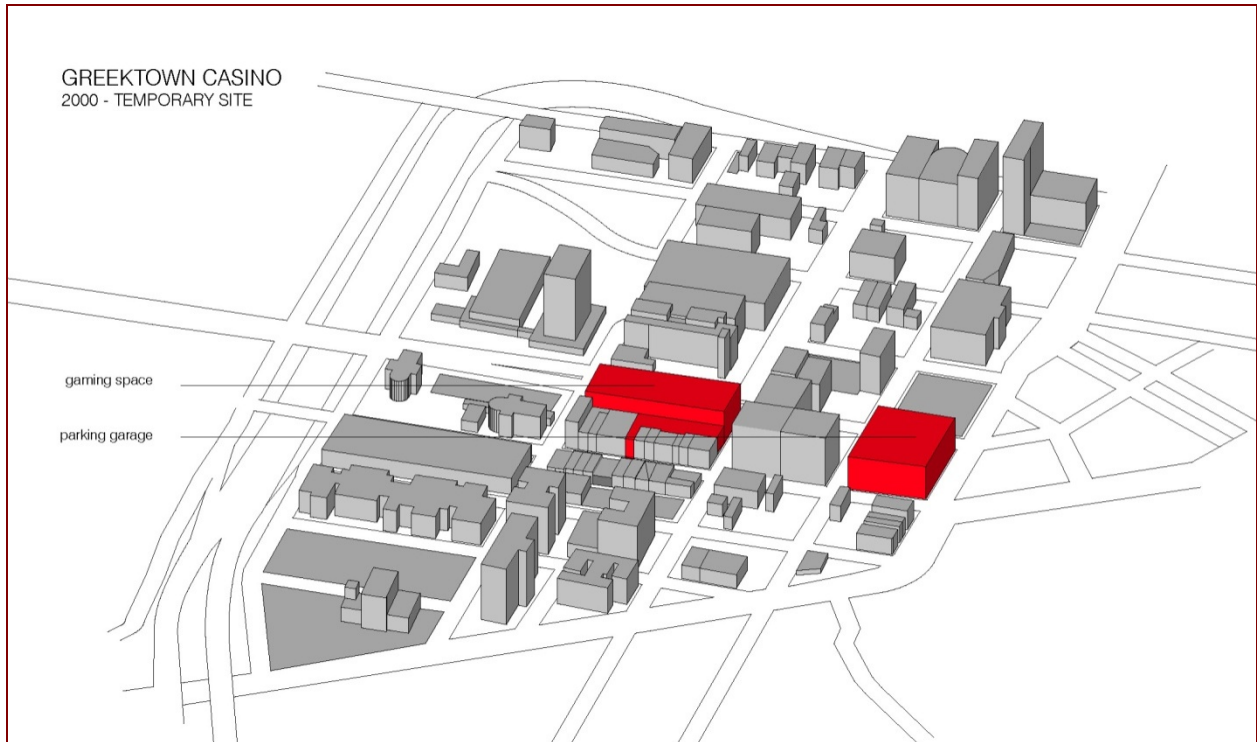 GREEKTOWN CASINO
2000 - TEMPORARY SITE
gaming space
parking garage